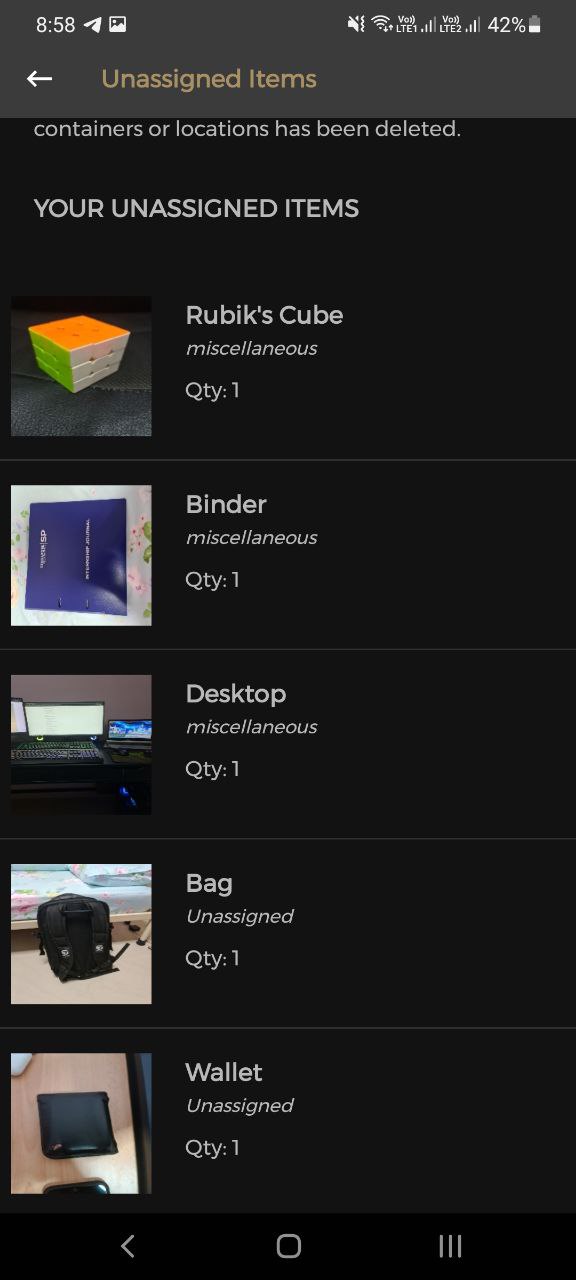 8:58
Vo) LTE1 Vo) LTE2 42%
Unassigned Items
containers or locations has been deleted.
YOUR UNASSIGNED ITEMS
Rubik's Cube
miscellaneous
Qty: 1
Binder
miscellaneous
Qty: 1
INTERNSHIP JOURNAL
Desktop
miscellaneous
Qty: 1
Bag
Unassigned
Qty: 1
Wallet
Unassigned
Qty: 1